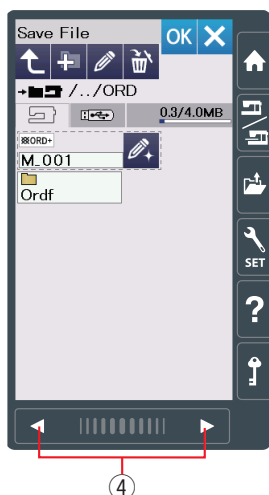 Save File
OK
/../ORD
0.3/4.0MB
ORD+
M_001
Ordf
SET
?
④